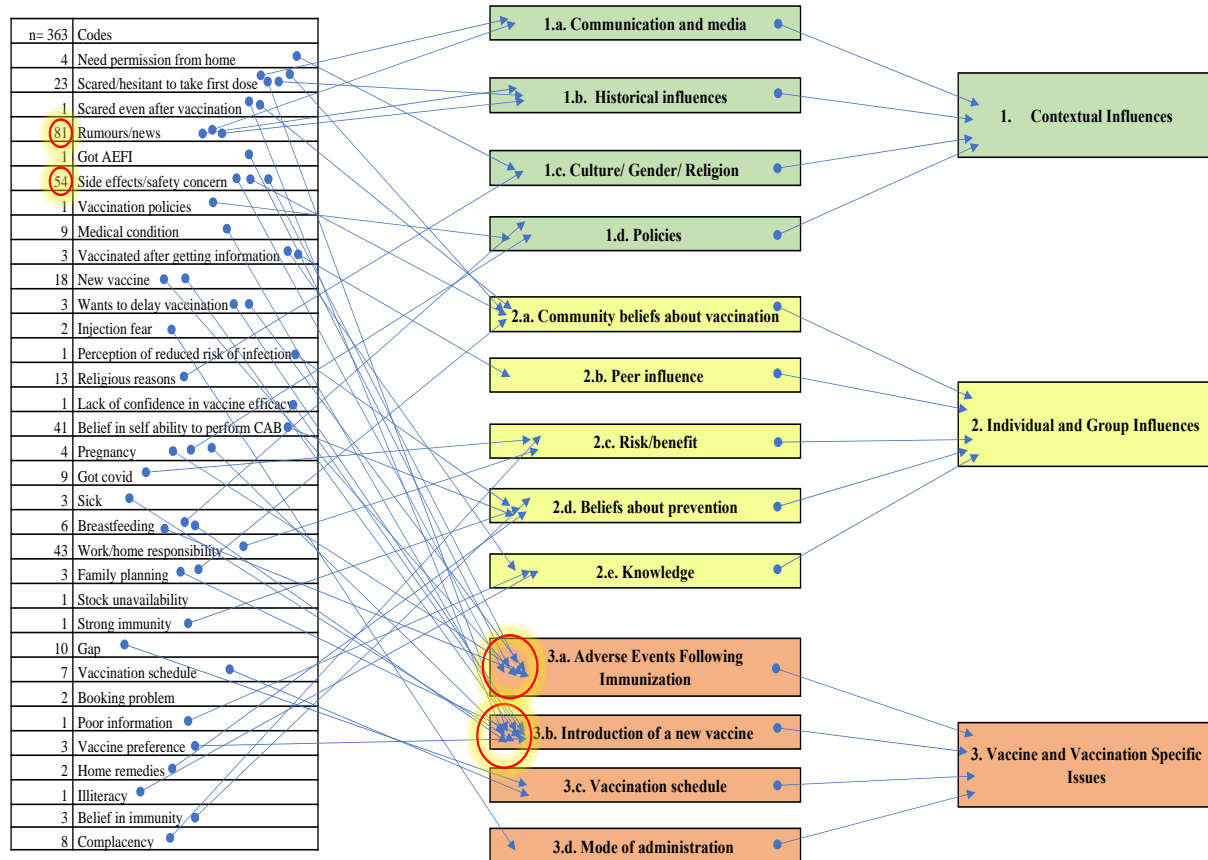 n= 363 Codes
4 Need permission from home
23 Scared/hesitant to take first dose
1 Scared even after vaccination
81 Rumours/news
1 Got AEFI
54 Side effects/safety concern
1 Vaccination policies
9 Medical condition
3 Vaccinated after getting information
18 New vaccine
3 Wants to delay vaccination
2 Injection fear
1 Perception of reduced risk of infection
13 Religious reasons
1 Lack of confidence in vaccine efficacy
41 Belief in self ability to perform CAB
4 Pregnancy
9 Got covid
3 Sick
6 Breastfeeding
43 Work/home responsibility
3 Family planning
1 Stock unavailability
1 Strong immunity
10 Gap
7 Vaccination schedule
2 Booking problem
1 Poor information
3 Vaccine preference
2 Home remedies
1 Illiteracy
3 Belief in immunity
8 Complacency
1.a. Communication and media
1.b. Historical influences
1.c. Culture/ Gender/ Religion
1.d. Policies
2.a. Community beliefs about vaccination
2.b. Peer influence
2.c. Risk/benefit
2.d. Beliefs about prevention
2.e. Knowledge
3.a. Adverse Events Following
Immunization
3.b. Introduction of a new vaccine
3.c. Vaccination schedule
3.d. Mode of administration
1. Contextual Influences
2. Individual and Group Influences
3. Vaccine and Vaccination Specific
Issues